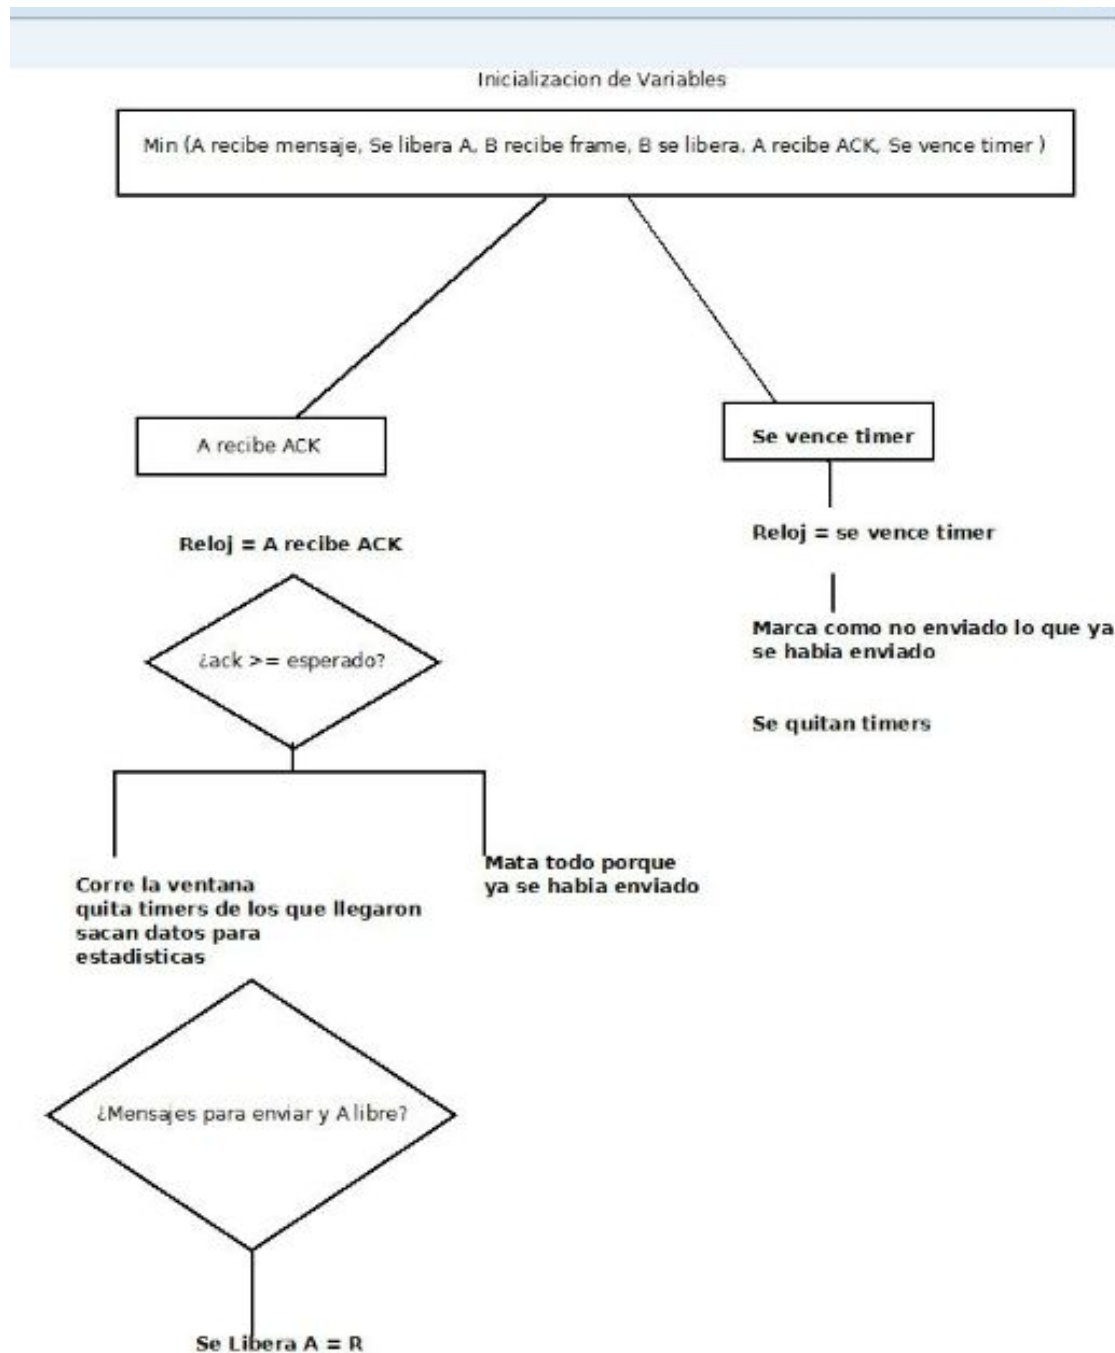 Inicializacion de Variables
Min (A recibe mensaje, Se libera A, B recibe frame, B se libera, A recibe ACK, Se vence timer )
A recibe ACK
Se vence timer
Reloj = A recibe ACK
Reloj = se vence timer
¿ack >= esperado?
Marca como no enviado lo que ya
se habia enviado
Se quitan timers
Corre la ventana
quita timers de los que llegaron
sacan datos para
estadisticas
Mata todo porque
ya se habia enviado
¿Mensajes para enviar y A libre?
Se Libera A = R